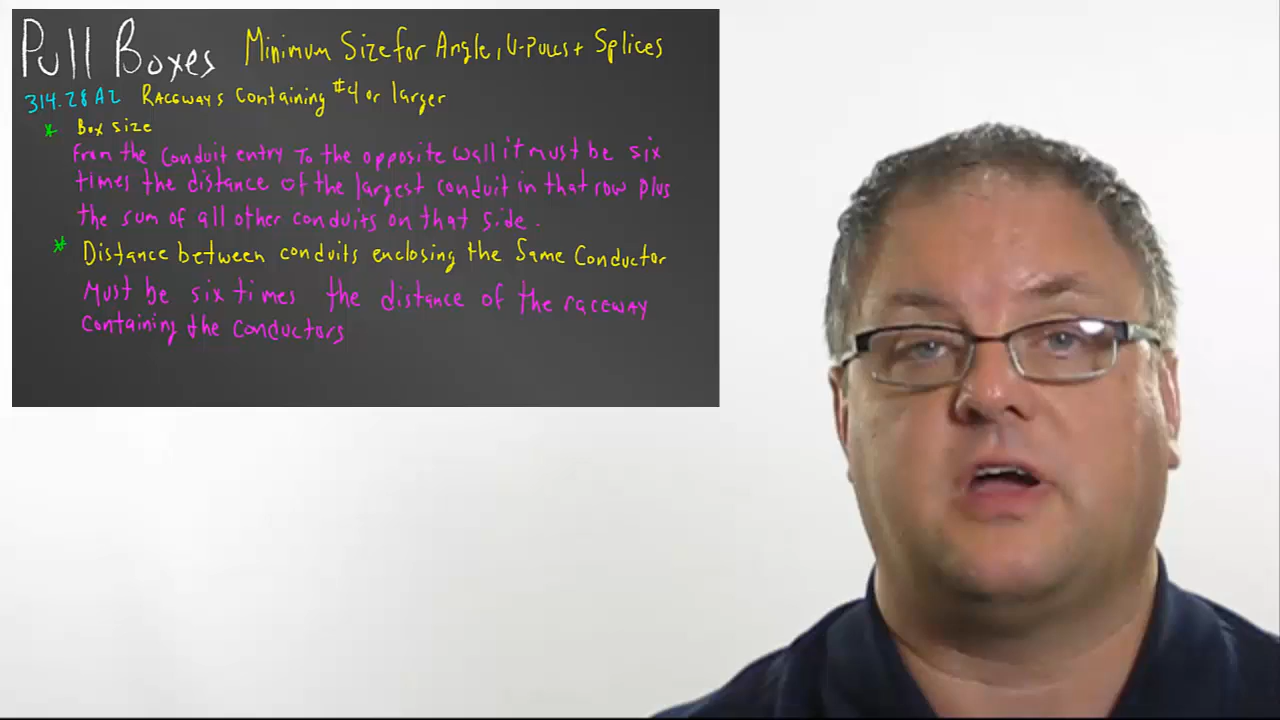 Pull Boxes Minimum Size for Angle, U-Pulls + Splices
314.28 A2 Raceways Containing #4 or larger
* Box size
From the conduit entry to the opposite wall it must be six
times the distance of the largest conduit in that row plus
the sum of all other conduits on that side.
* Distance between conduits enclosing the Same Conductor
Must be six times the distance of the raceway
containing the conductors